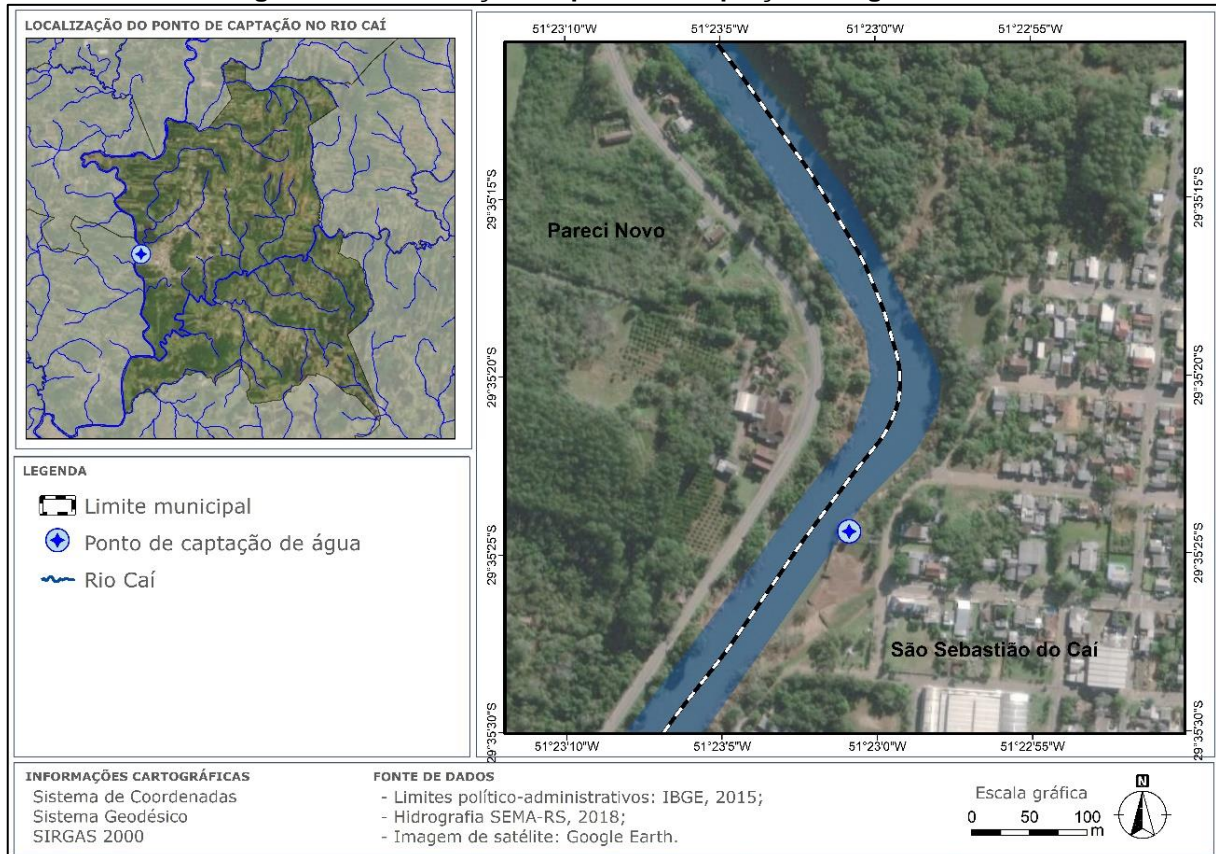 LOCALIZAÇÃO DO PONTO DE CAPTAÇÃO NO RIO CAÍ
LEGENDA
Limite municipal
Ponto de captação de água
Rio Caí
51°23'10"W 51°23'5"W 51°23'0"W 51°22'55"W
29°35'15"S 29°35'15"S
29°35'20"S 29°35'20"S
29°35'25"S 29°35'25"S
29°35'30"S 29°35'30"S
Pareci Novo
São Sebastião do Caí
51°23'10"W 51°23'5"W 51°23'0"W 51°22'55"W
INFORMAÇÕES CARTOGRÁFICAS
Sistema de Coordenadas
Sistema Geodésico
SIRGAS 2000
FONTE DE DADOS
- Limites político-administrativos: IBGE, 2015;
- Hidrografia SEMA-RS, 2018;
- Imagem de satélite: Google Earth.
Escala gráfica
0 50 100
m
N